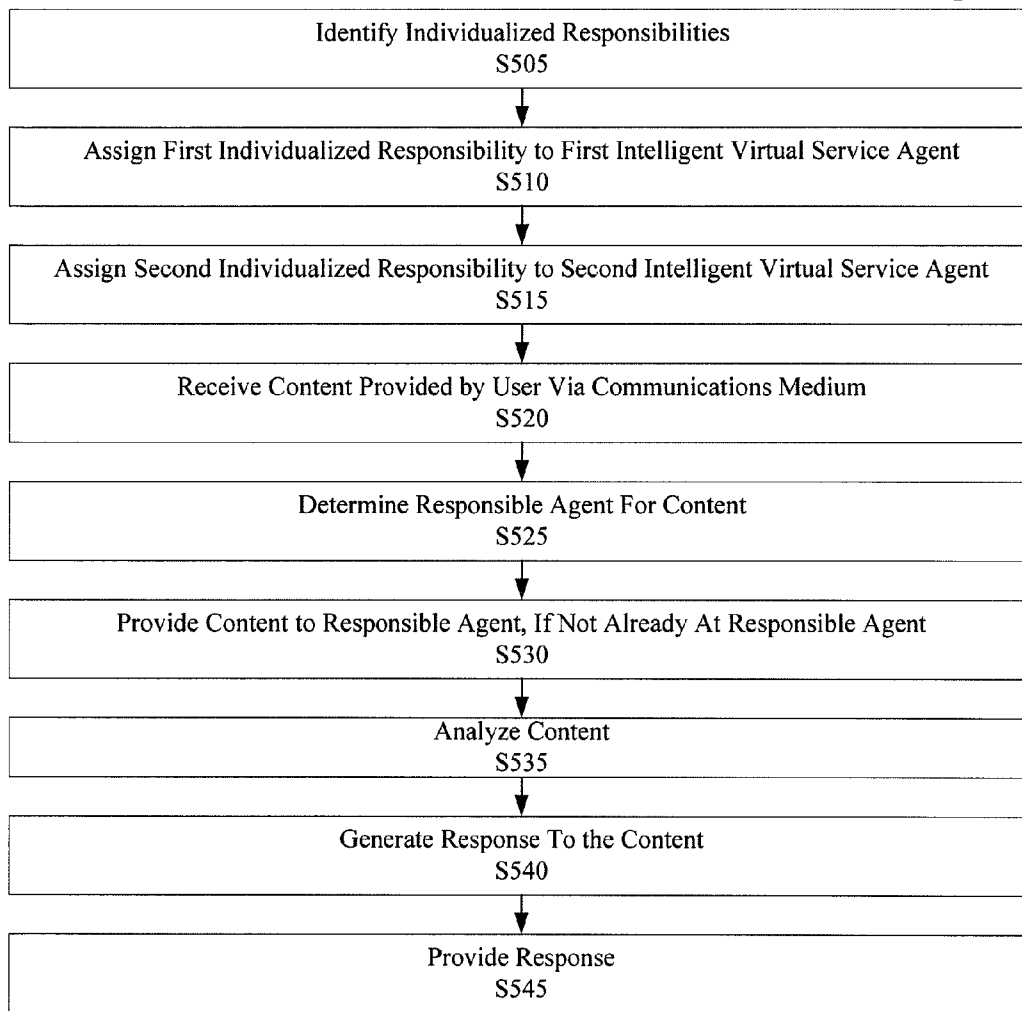 Identify Individualized Responsibilities
S505
Assign First Individualized Responsibility to First Intelligent Virtual Service Agent
S510
Assign Second Individualized Responsibility to Second Intelligent Virtual Service Agent
S515
Receive Content Provided by User Via Communications Medium
S520
Determine Responsible Agent For Content
S525
Provide Content to Responsible Agent, If Not Already At Responsible Agent
S530
Analyze Content
S535
Generate Response To the Content
S540
Provide Response
S545